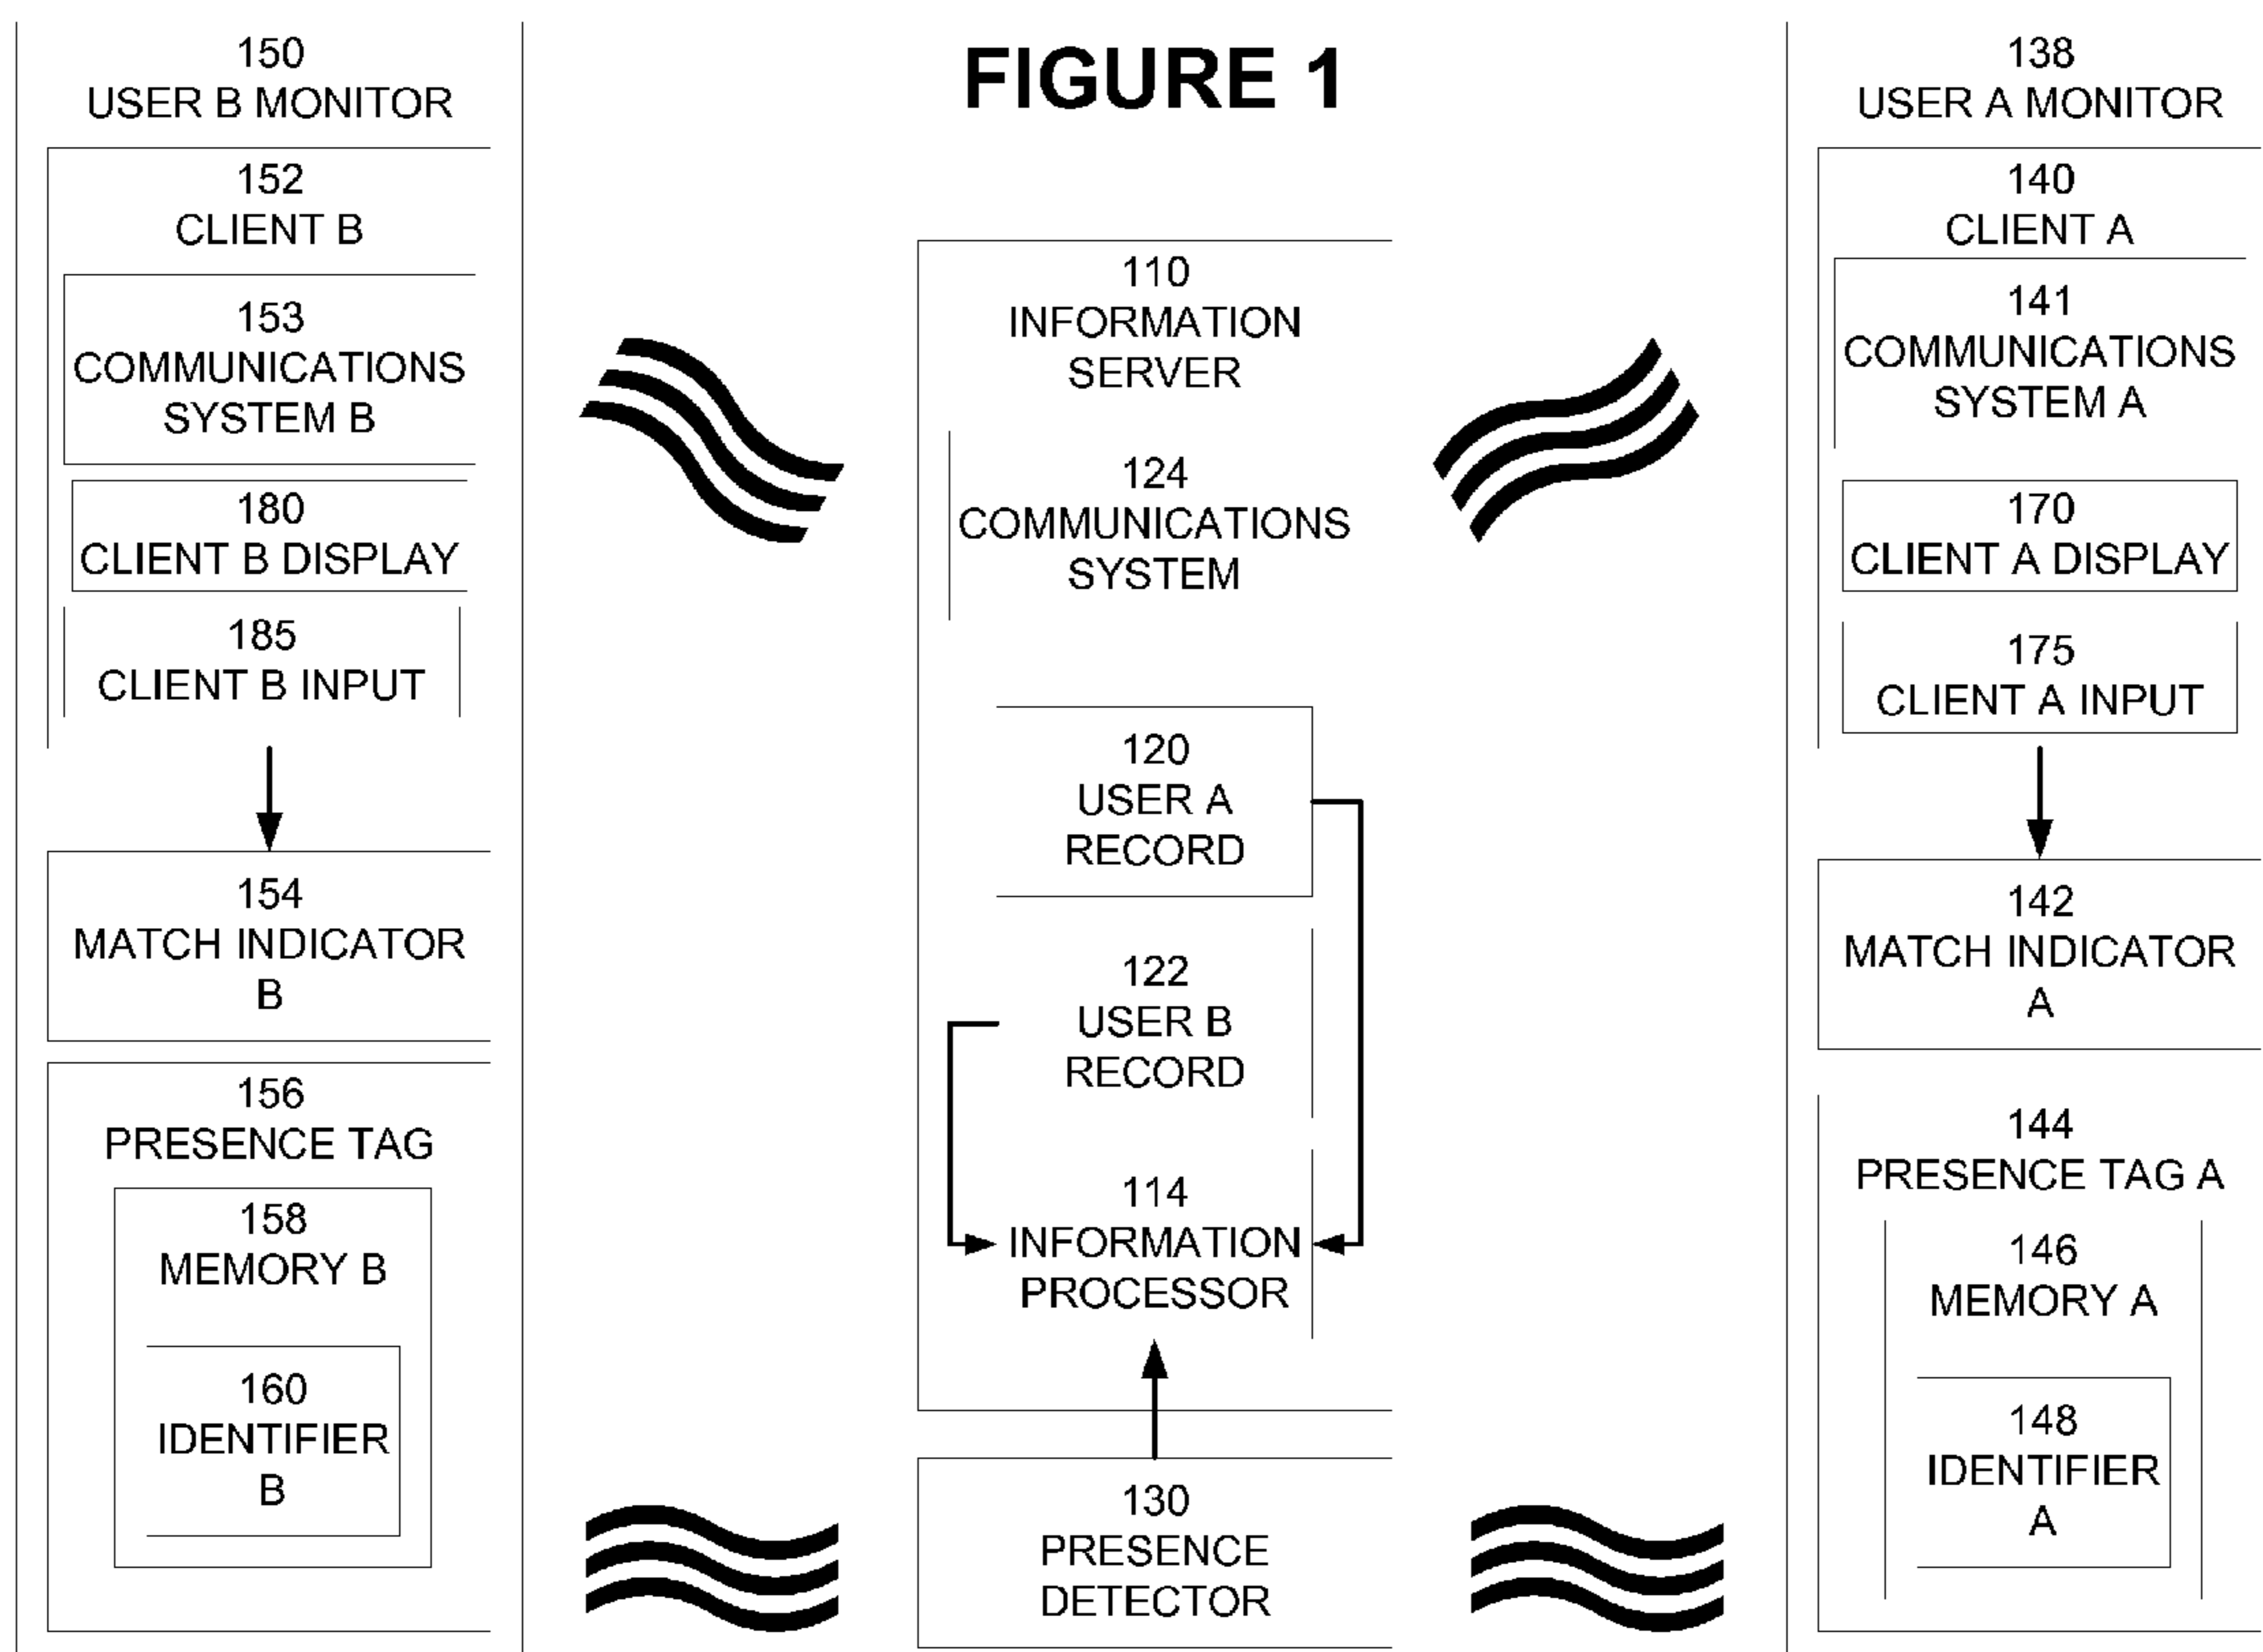 FIGURE 1
150
USER B MONITOR
152
CLIENT B
153
COMMUNICATIONS
SYSTEM B
180
CLIENT B DISPLAY
185
CLIENT B INPUT
154
MATCH INDICATOR
B
156
PRESENCE TAG
158
MEMORY B
160
IDENTIFIER
B
110
INFORMATION
SERVER
124
COMMUNICATIONS
SYSTEM
120
USER A
RECORD
122
USER B
RECORD
114
INFORMATION
PROCESSOR
130
PRESENCE
DETECTOR
138
USER A MONITOR
140
CLIENT A
141
COMMUNICATIONS
SYSTEM A
170
CLIENT A DISPLAY
175
CLIENT A INPUT
142
MATCH INDICATOR
A
144
PRESENCE TAG A
146
MEMORY A
148
IDENTIFIER
A